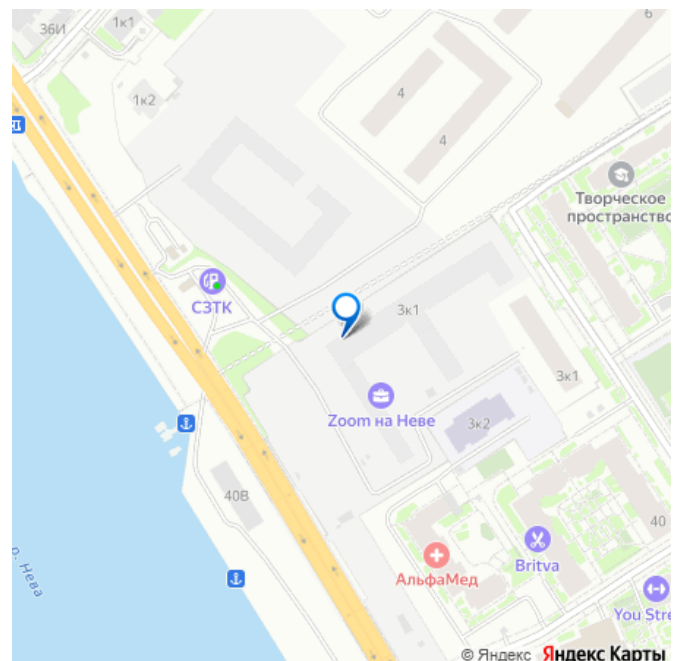 36И
1к1
6
1к2
4
4
Творческое
пространство
СЗТК
3к1
3к1
Zoom на Неве
3к2
40В
40
р. Нева
АльфаМед
Britva
You Stre
© Яндекс Яндекс Карты